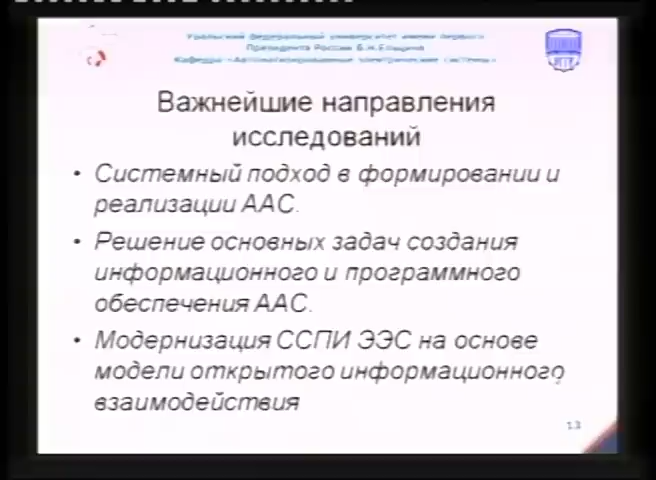 Уральский федеральный университет имени первого
Президента России Б.Н.Ельцина
Кафедра «Автоматизированные электрические системы»
Важнейшие направления
исследований
• Системный подход в формировании и
реализации ААС.
• Решение основных задач создания
информационного и программного
обеспечения ААС.
• Модернизация ССПИ ЭЭС на основе
модели открытого информационного
взаимодействия
13